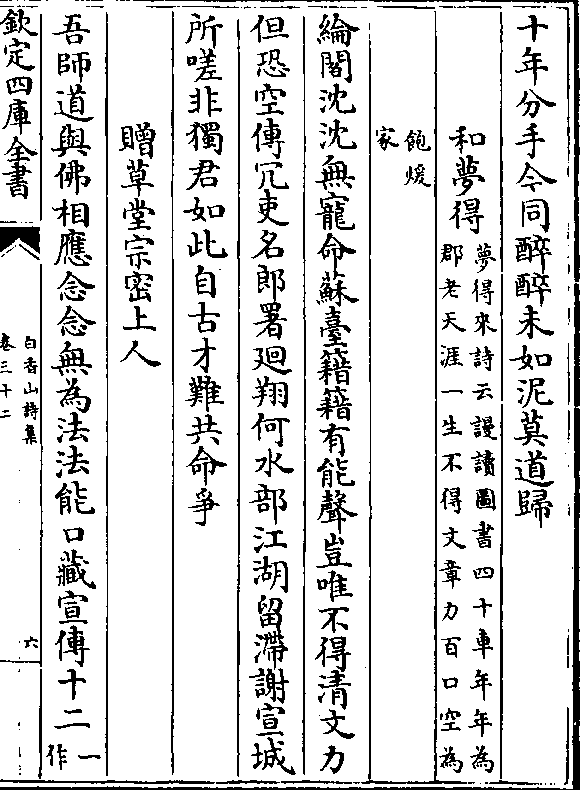 十年分手今同醉醉未如泥莫道歸
和夢得夢得來詩云謾讀圖書四十車年年為
郡老天涯一生不得文章力百口空為
飽煖
家
綸閣沈沈無寵命蘇臺籍籍有能聲豈唯不得清文力
但恐空傳冗吏名郎署迴翔何水部江湖留滯謝宣城
所嗟非獨君如此自古才難共命爭
贈草堂宗密上人
吾師道與佛相應念念無為法法能口藏宣傳十二一
作
欽定四庫全書
白香山詩集
卷三十二
六